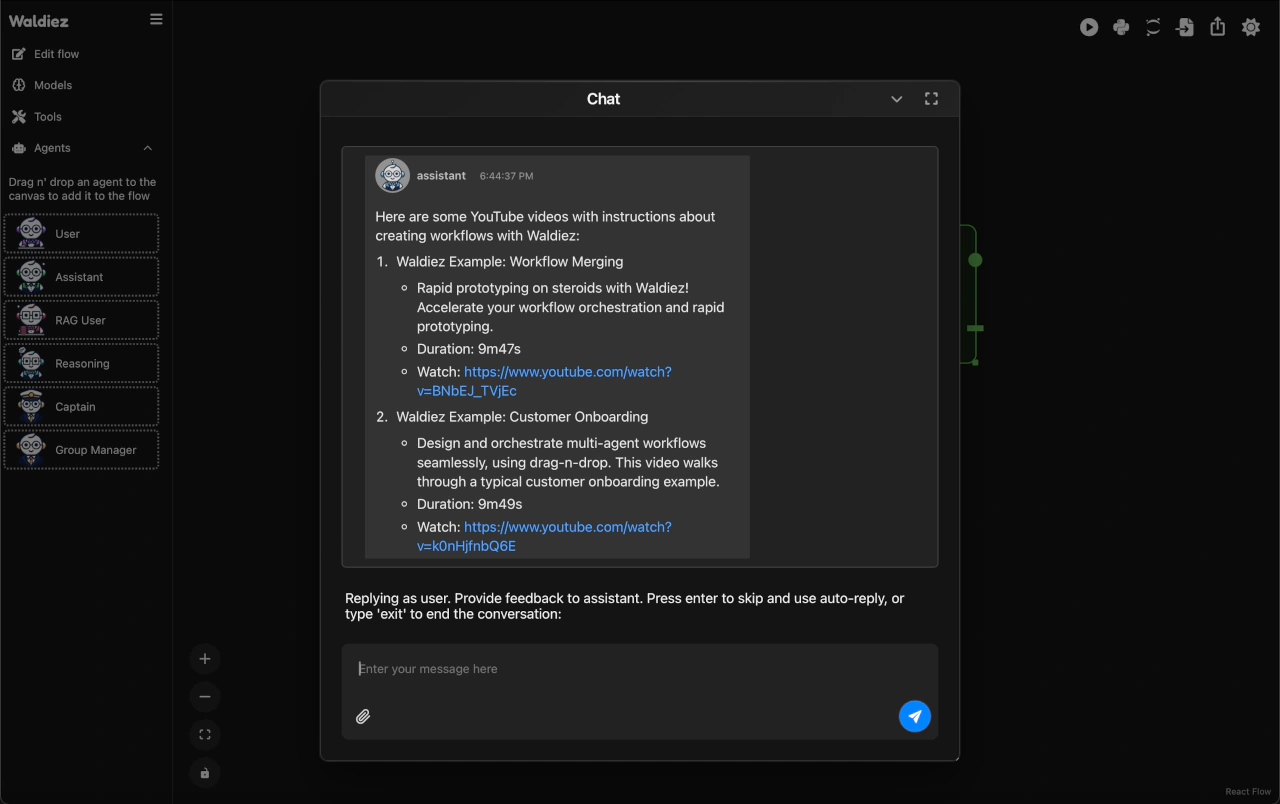 Waldiez
Edit flow
Models
Tools
Agents
Drag n' drop an agent to the
canvas to add it to the flow
User
Assistant
RAG User
Reasoning
Captain
Group Manager
Chat
assistant 6:44:37 PM
Here are some YouTube videos with instructions about
creating workflows with Waldiez:
1. Waldiez Example: Workflow Merging
Rapid prototyping on steroids with Waldiez!
Accelerate your workflow orchestration and rapid
prototyping.
Duration: 9m47s
Watch: https://www.youtube.com/watch?
v=BNbEJ_TVjEc
2. Waldiez Example: Customer Onboarding
Design and orchestrate multi-agent workflows
seamlessly, using drag-n-drop. This video walks
through a typical customer onboarding example.
Duration: 9m49s
Watch: https://www.youtube.com/watch?
v=k0nHjfnbQ6E
Replying as user. Provide feedback to assistant. Press enter to skip and use auto-reply, or
type 'exit' to end the conversation:
Enter your message here
React Flow